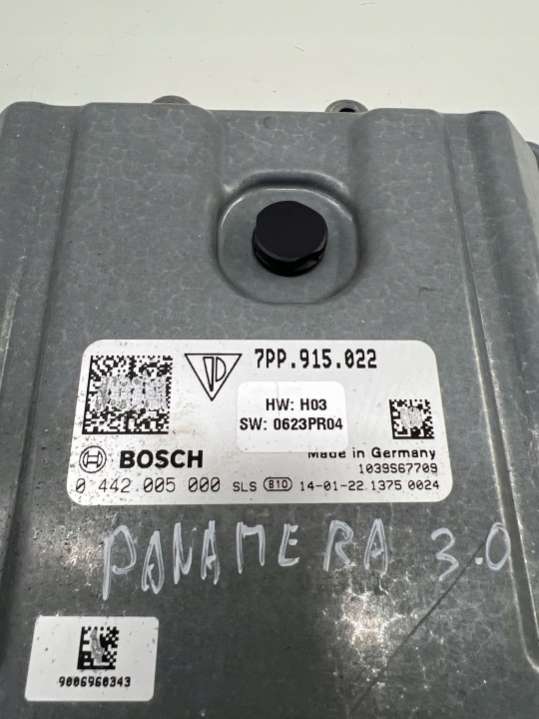 7PP.915.022
HW: H03
SW: 0623PR04
Made in Germany
BOSCH
1039S67709
0 442.005 000 SLS B10 14-01-22.1375 0024
PANAMERA 3.0
9006960343